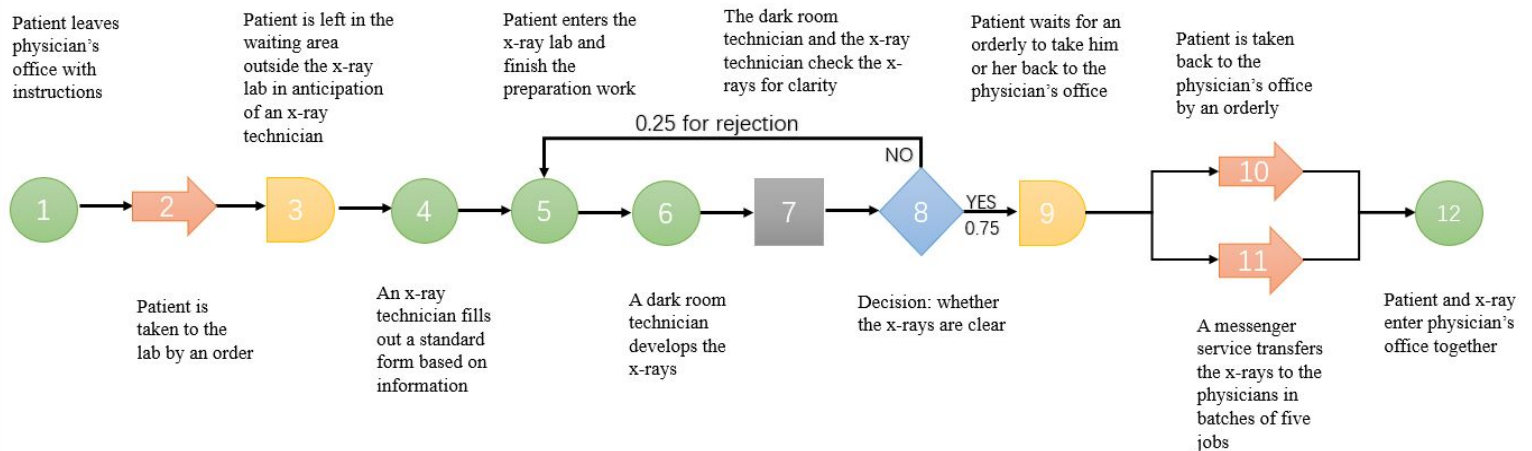 Patient leaves
physician's
office with
instructions
Patient is left in the
waiting area
outside the x-ray
lab in anticipation
of an x-ray
technician
Patient enters the
x-ray lab and
finish the
preparation work
The dark room
technician and the x-ray
technician check the x-
rays for clarity
Patient waits for an
orderly to take him
or her back to the
physician's office
Patient is taken
back to the
physician's office
by an orderly
0.25 for rejection
NO
1
2
3
4
5
6
7
8
YES
0.75
9
10
11
12
Patient is
taken to the
lab by an order
An x-ray
technician fills
out a standard
form based on
information
A dark room
technician
develops the
x-rays
Decision: whether
the x-rays are clear
A messenger
service transfers
the x-rays to the
physicians in
batches of five
jobs
Patient and x-ray
enter physician's
office together